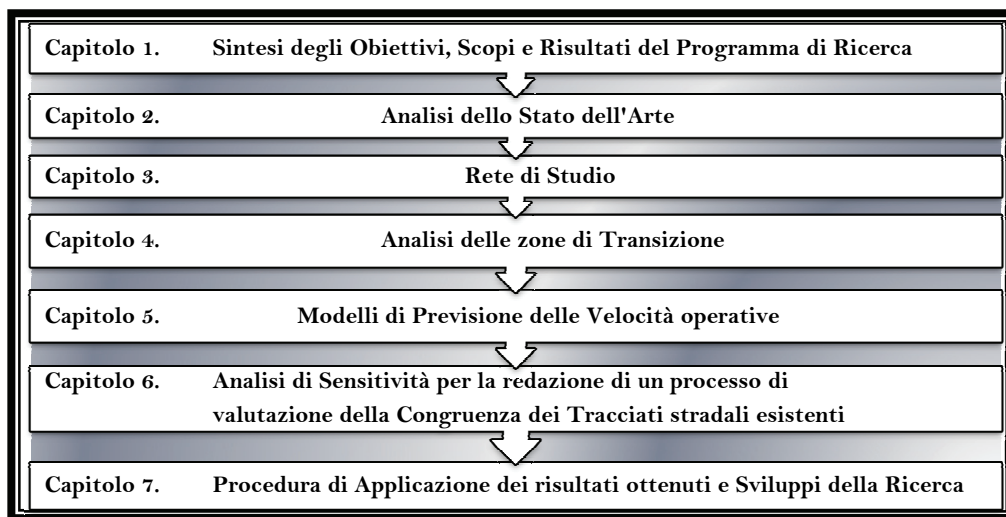 Capitolo 1. Sintesi degli Obiettivi, Scopi e Risultati del Programma di Ricerca
Capitolo 2. Analisi dello Stato dell'Arte
Capitolo 3. Rete di Studio
Capitolo 4. Analisi delle zone di Transizione
Capitolo 5. Modelli di Previsione delle Velocità operative
Capitolo 6. Analisi di Sensitività per la redazione di un processo di
valutazione della Congruenza dei Tracciati stradali esistenti
Capitolo 7. Procedura di Applicazione dei risultati ottenuti e Sviluppi della Ricerca